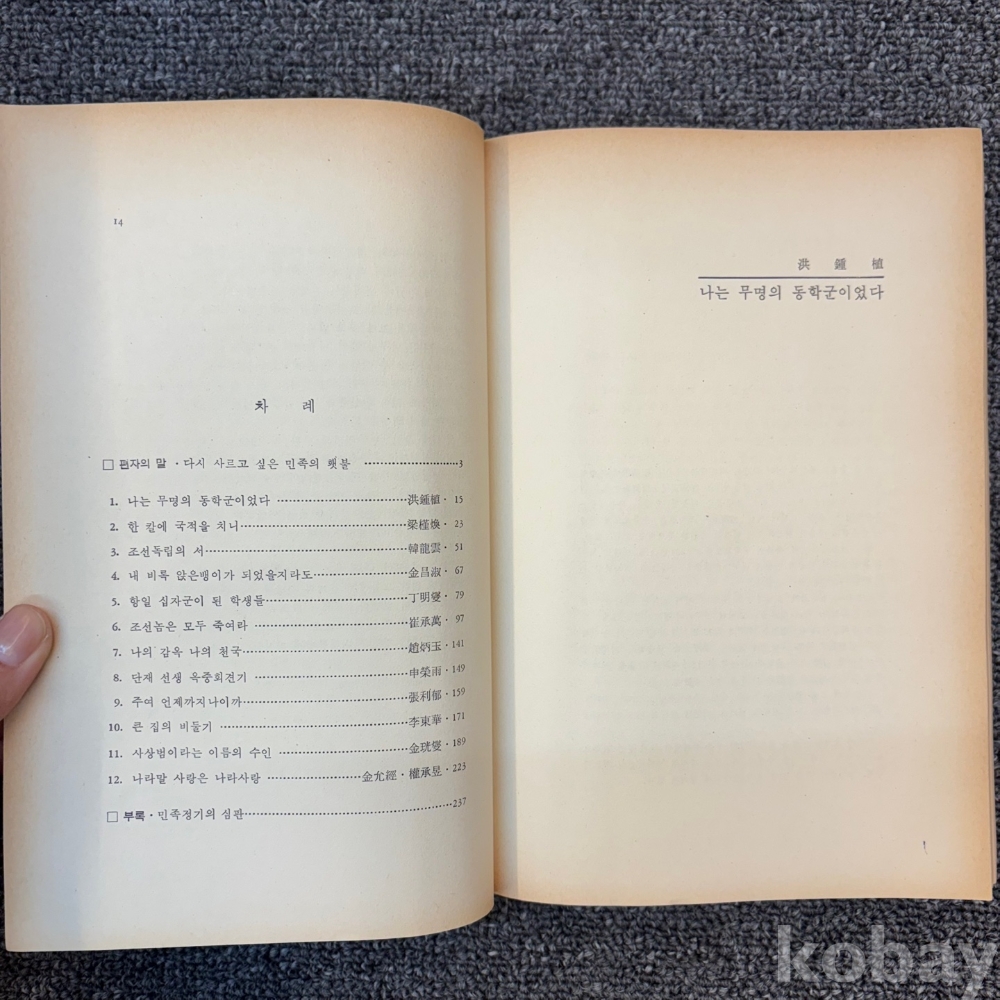 14
차 례
□ 편자의 말 · 다시 사르고 싶은 민족의 횃불 ················3
1. 나는 무명의 동학군이었다 ················洪鍾植· 15
2. 한 칼에 국적을 치니················梁槿煥· 23
3. 조선독립의 서················韓龍雲· 51
4. 내 비록 앉은뱅이가 되었을지라도················金昌淑· 67
5. 항일 십자군이 된 학생들················丁明燮· 79
6. 조선놈은 모두 죽여라 ················崔承萬· 97
7. 나의 감옥 나의 천국················趙炳玉·141
8. 단재 선생 옥중회견기 ················申榮雨·149
9. 주여 언제까지나이까················張利郁·159
10. 큰 집의 비둘기 ················李東華·171
11. 사상범이라는 이름의 수인 ················金珖燮·189
12. 나라말 사랑은 나라사랑 ················金允經·權承昱·223
□ 부록·민족정기의 심판················237
洪 鍾 植
나는 무명의 동학군이었다
kobay